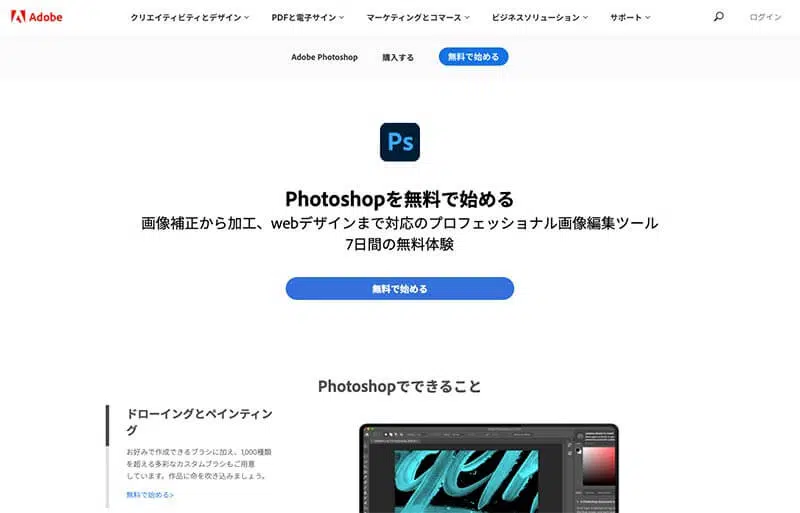 Adobe
クリエイティビティとデザイン
PDFと電子サイン
マーケティングとコマース
ビジネスソリューション
サポート
ログイン
Adobe Photoshop
購入する
無料で始める
Ps
Photoshopを無料で始める
画像補正から加工、webデザインまで対応のプロフェッショナル画像編集ツール
7日間の無料体験
無料で始める
Photoshopでできること
ドローイングとペインティン
グ
お好みで作成できるブラシに加え、1,000種類
を超える多彩なカスタムブラシもご用意
しています。作品に命を吹き込みましょう。
無料で始める>